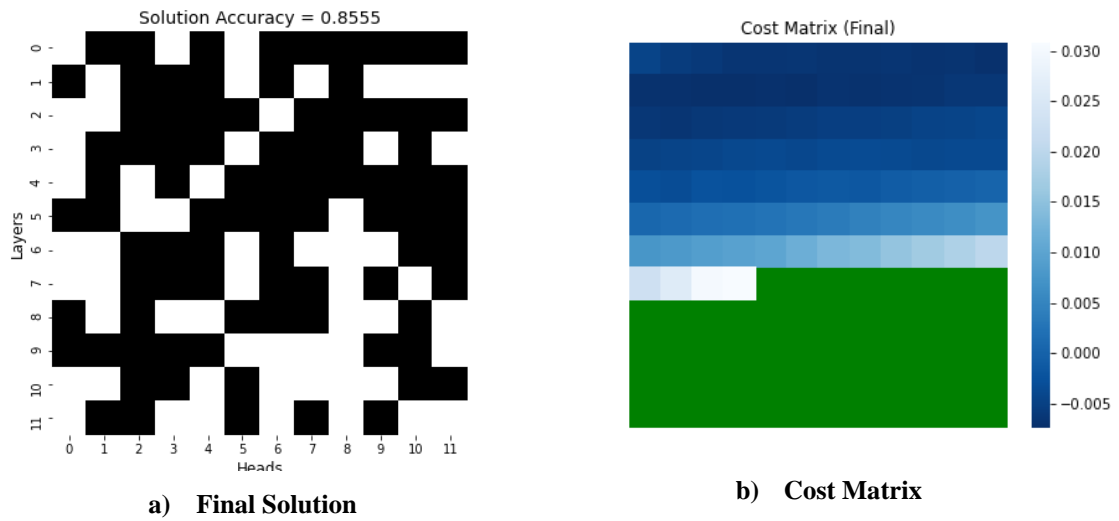 Solution Accuracy = 0.8555
0
1
2
3
4
5
6
7
8
9
10
11
Layers
0 1 2 3 4 5 6 7 8 9 10 11
Heads
a) Final Solution
Cost Matrix (Final)
0.030
0.025
0.020
0.015
0.010
0.005
0.000
−0.005
b) Cost Matrix